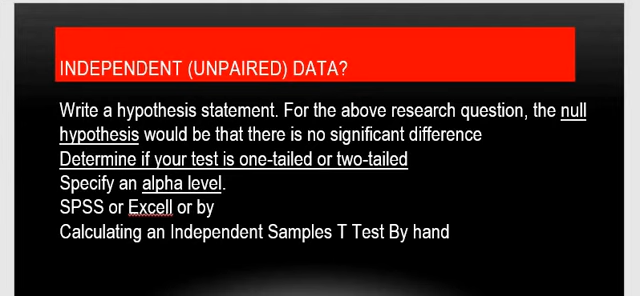 INDEPENDENT (UNPAIRED) DATA?
Write a hypothesis statement. For the above research question, the null
hypothesis would be that there is no significant difference
Determine if your test is one-tailed or two-tailed
Specify an alpha level.
SPSS or Excell or by
Calculating an Independent Samples T Test By hand